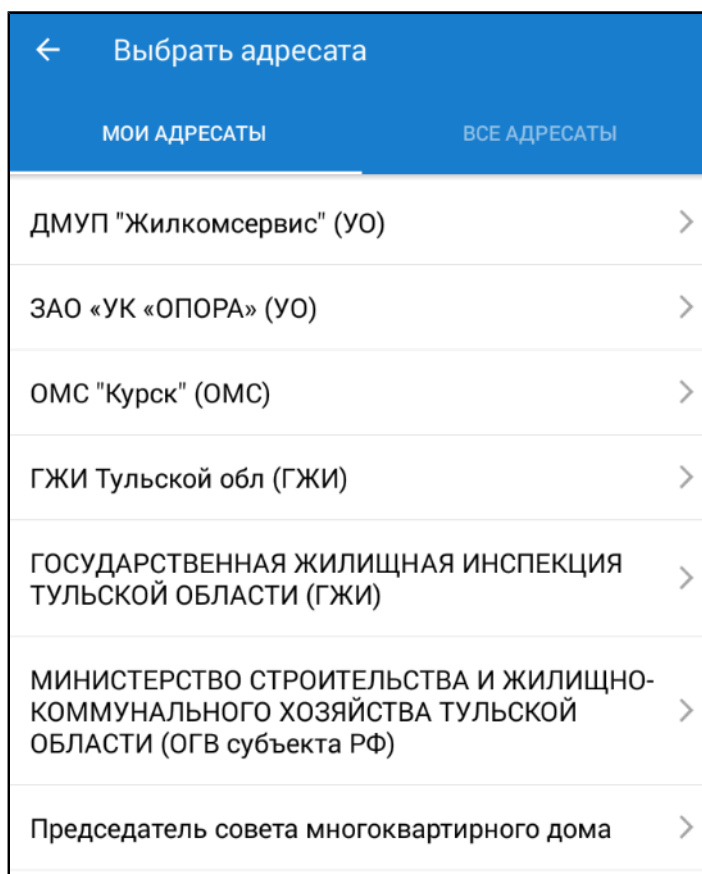 Выбрать адресата
МОИ АДРЕСАТЫ
ВСЕ АДРЕСАТЫ
ДМУП "Жилкомсервис" (УО)
ЗАО «УК «ОПОРА» (УО)
ОМС "Курск" (ОМС)
ГЖИ Тульской обл (ГЖИ)
ГОСУДАРСТВЕННАЯ ЖИЛИЩНАЯ ИНСПЕКЦИЯ
ТУЛЬСКОЙ ОБЛАСТИ (ГЖИ)
МИНИСТЕРСТВО СТРОИТЕЛЬСТВА И ЖИЛИЩНО-
КОММУНАЛЬНОГО ХОЗЯЙСТВА ТУЛЬСКОЙ
ОБЛАСТИ (ОГВ субъекта РФ)
Председатель совета многоквартирного дома